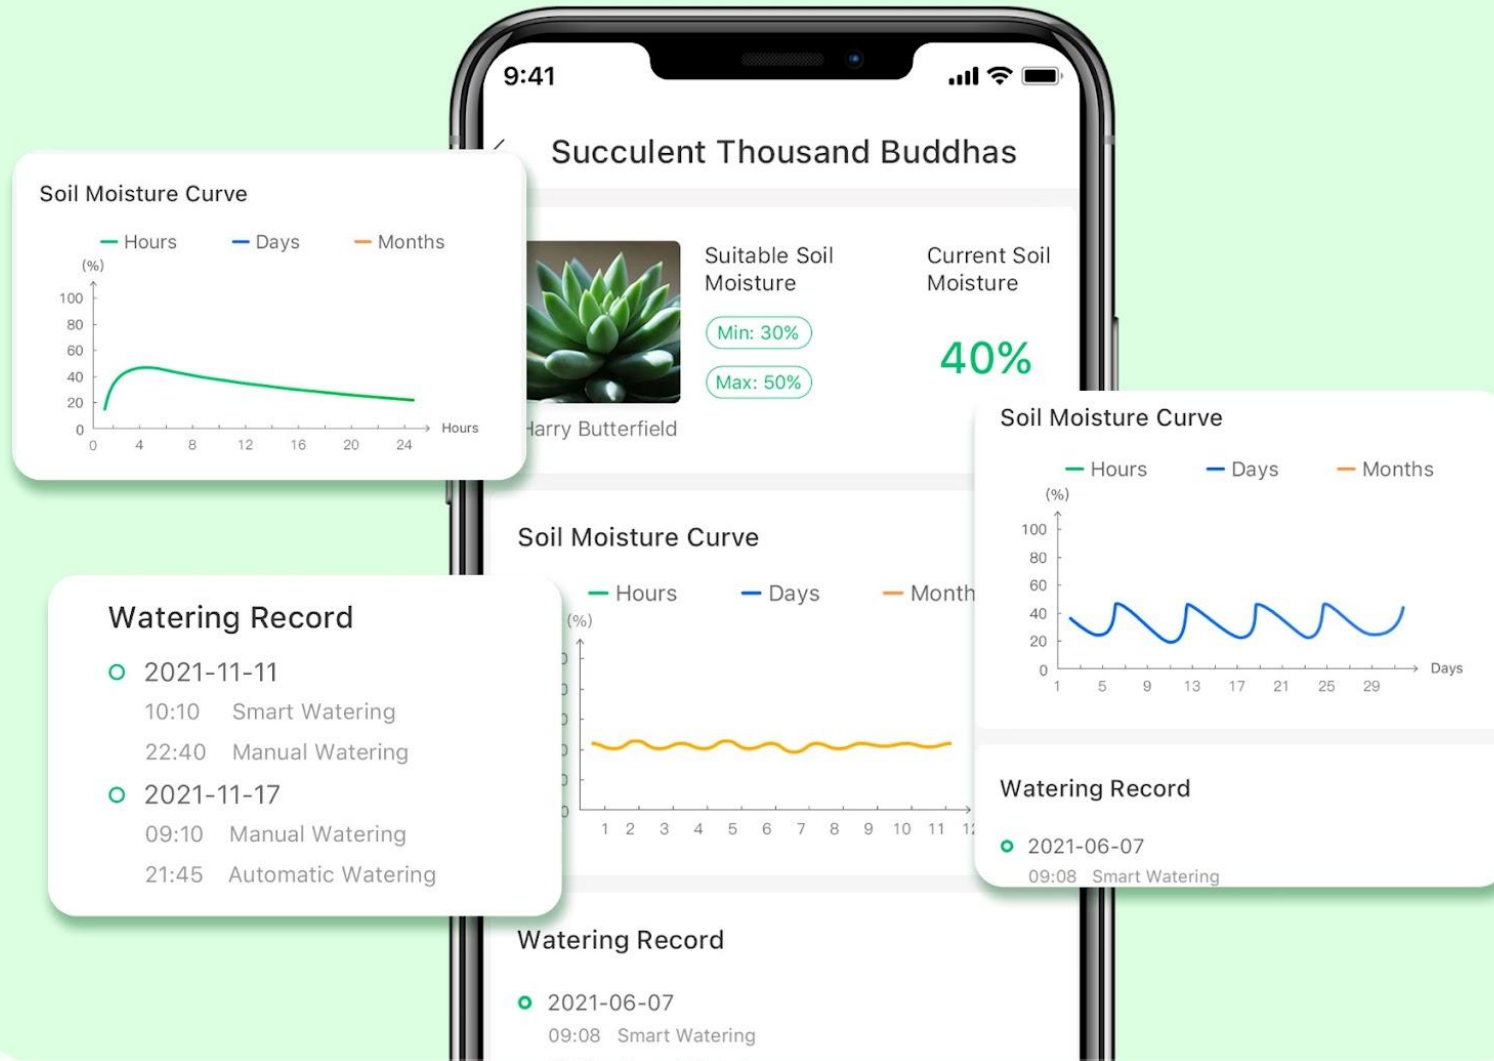 9:41
Succulent Thousand Buddhas
Soil Moisture Curve
Hours Days Months
(%)
100
80
60
40
20
0
0 4 8 12 16 20 24
Hours
Suitable Soil
Moisture
Min: 30%
Max: 50%
Current Soil
Moisture
40%
Harry Butterfield
Soil Moisture Curve
Hours Days Months
(%)
100
80
60
40
20
0
1 5 9 13 17 21 25 29
Days
Watering Record
2021-06-07
09:08 Smart Watering
Soil Moisture Curve
Hours Days Month
(%)
1 2 3 4 5 6 7 8 9 10 11
Watering Record
2021-11-11
10:10 Smart Watering
22:40 Manual Watering
2021-11-17
09:10 Manual Watering
21:45 Automatic Watering
Watering Record
2021-06-07
09:08 Smart Watering